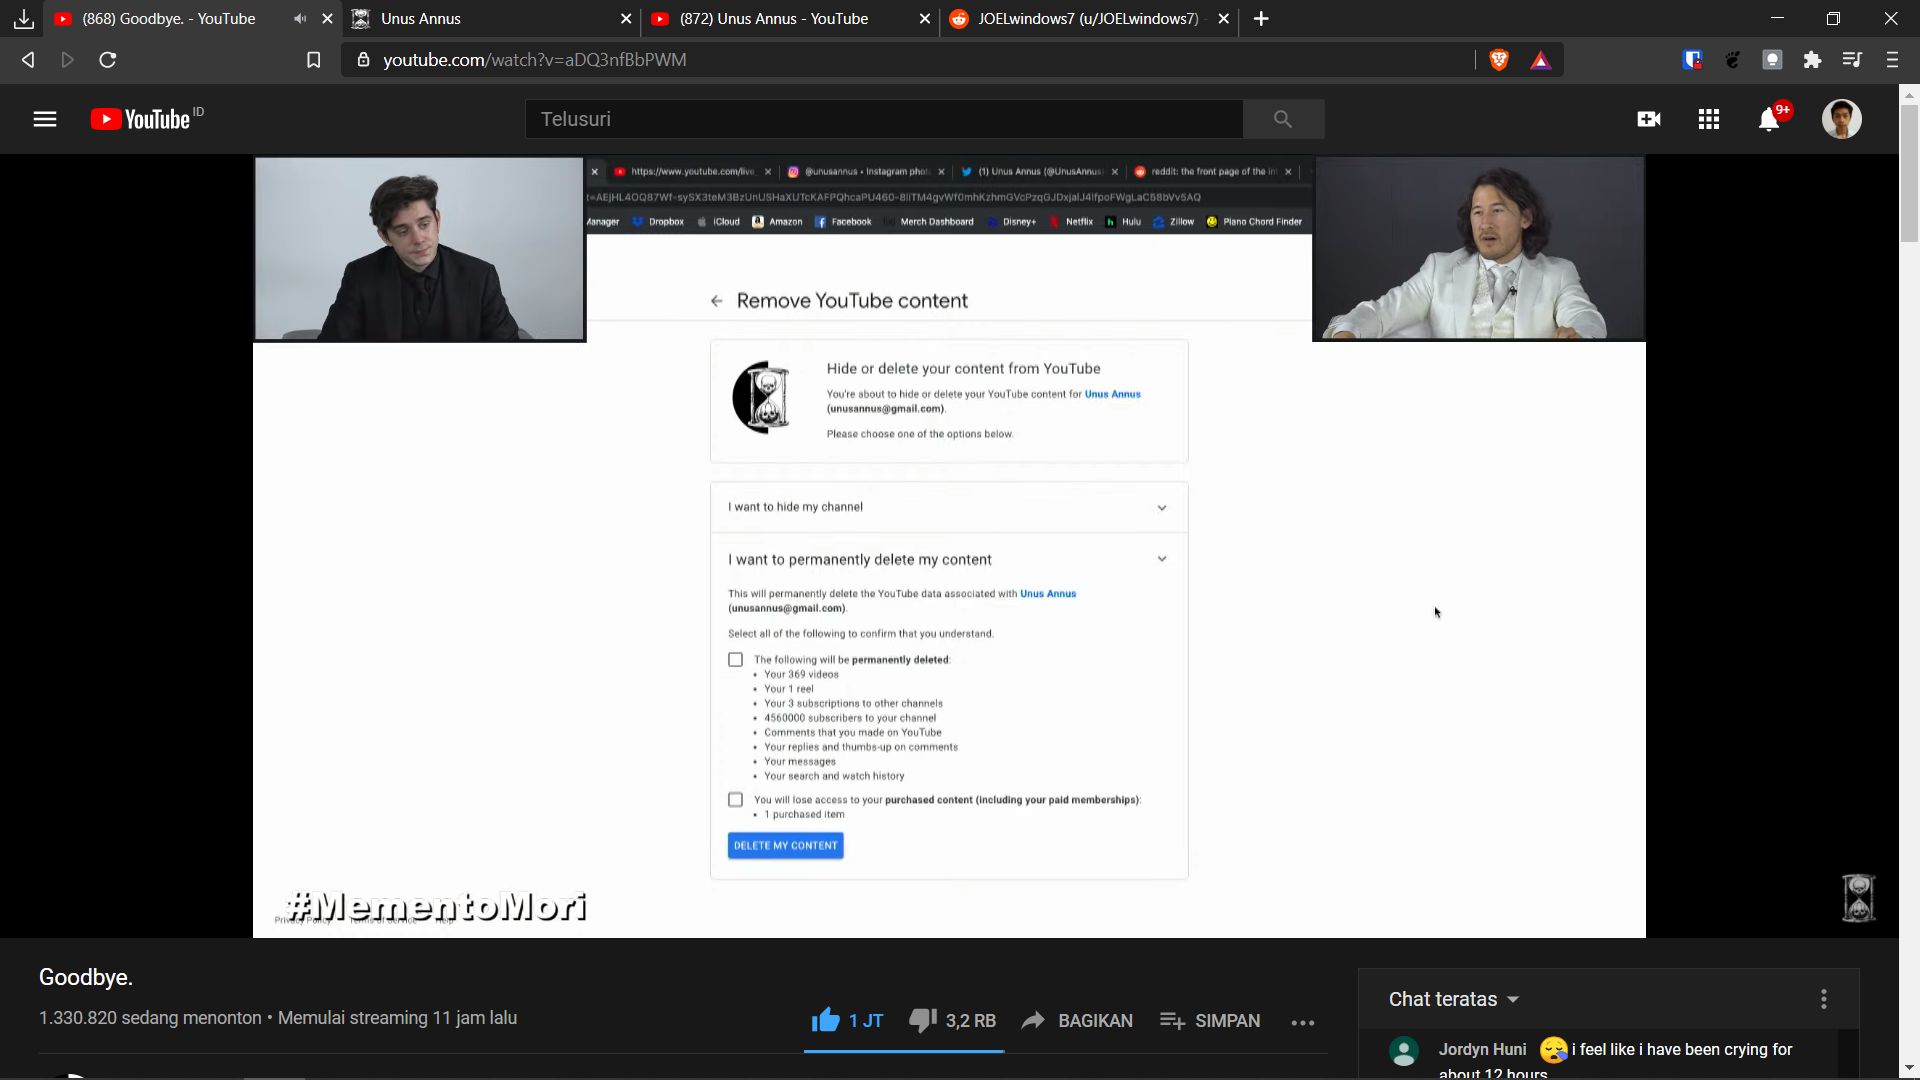 (868) Goodbye. - YouTube
Unus Annus
(872) Unus Annus - YouTube
JOELwindows7 (u/JOELwindows7)
youtube.com/watch?v=aDQ3nfBbPWM
YouTube ID
Telusuri
9+
https://www.youtube.com/live_
@unusannus • Instagram phot
(1) Unus Annus (@UnusAnnus)
reddit: the front page of the in
Manager
Dropbox
iCloud
Amazon
Facebook
Merch Dashboard
Disney+
Netflix
Hulu
Zillow
Piano Chord Finder
Remove YouTube content
Hide or delete your content from YouTube
You're about to hide or delete your YouTube content for Unus Annus
(unusannus@gmail.com).
Please choose one of the options below.
I want to hide my channel
I want to permanently delete my content
This will permanently delete the YouTube data associated with Unus Annus
(unusannus@gmail.com).
Select all of the following to confirm that you understand.
The following will be permanently deleted:
• Your 369 videos
• Your 1 reel
• Your 3 subscriptions to other channels
• 4560000 subscribers to your channel
• Comments that you made on YouTube
• Your replies and thumbs-up on comments
• Your messages
• Your search and watch history
You will lose access to your purchased content (including your paid memberships):
• 1 purchased item
DELETE MY CONTENT
#MementoMori
Privacy Policy Terms of Service Help
Goodbye.
1.330.820 sedang menonton • Memulai streaming 11 jam lalu
1 JT
3,2 RB
BAGIKAN
SIMPAN
Chat teratas
Jordyn Huni 😪 i feel like i have been crying for
about 12 hours